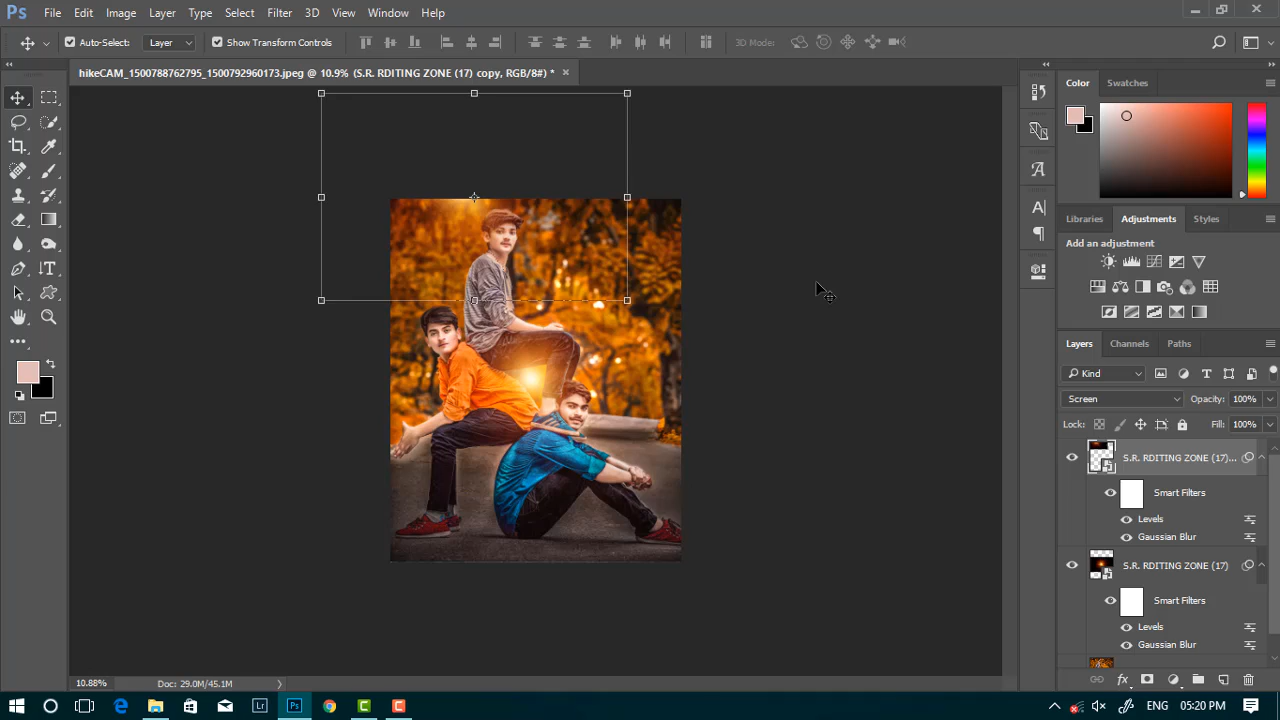 Ps File Edit Image Layer Type Select Filter 3D View Window Help
Auto-Select: Layer Show Transform Controls 3D Mode:
hikeCAM_1500788762795_1500792960173.jpeg @ 10.9% (S.R. RDITING ZONE (17) copy, RGB/8#) *
Color Swatches
Libraries Adjustments Styles
Add an adjustment
Layers Channels Paths
Kind
Screen Opacity: 100%
Lock: Fill: 100%
S.R. RDITING ZONE (17)...
Smart Filters
Levels
Gaussian Blur
S.R. RDITING ZONE (17)
Smart Filters
Levels
Gaussian Blur
10.88% Doc: 29.0M/45.1M
Lr Ps C C ENG 05:20 PM